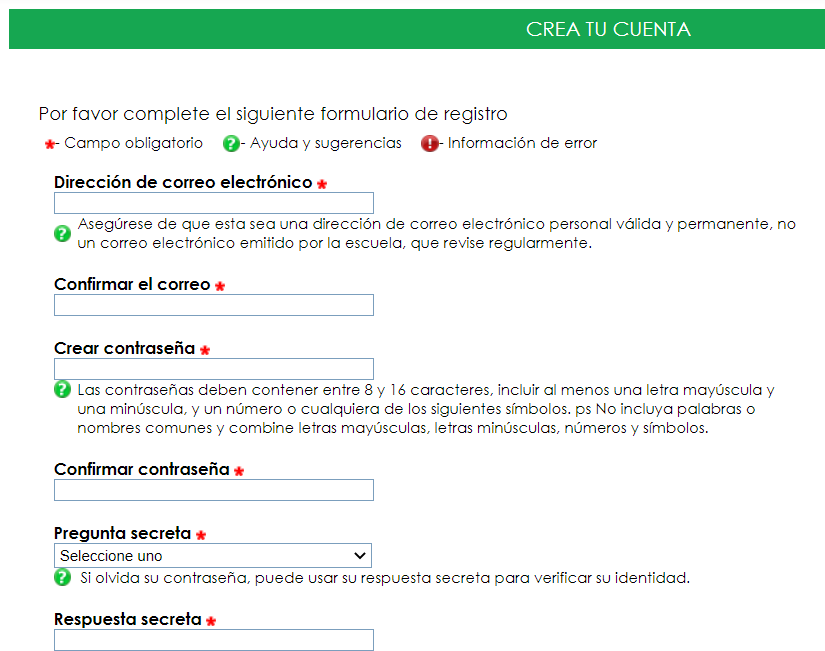 CREA TU CUENTA
Por favor complete el siguiente formulario de registro
*- Campo obligatorio ?- Ayuda y sugerencias !- Información de error
Dirección de correo electrónico *
Asegúrese de que esta sea una dirección de correo electrónico personal válida y permanente, no
un correo electrónico emitido por la escuela, que revise regularmente.
Confirmar el correo *
Crear contraseña *
Las contraseñas deben contener entre 8 y 16 caracteres, incluir al menos una letra mayúscula y
una minúscula, y un número o cualquiera de los siguientes símbolos. ps No incluya palabras o
nombres comunes y combine letras mayúsculas, letras minúsculas, números y símbolos.
Confirmar contraseña *
Pregunta secreta *
Seleccione uno
Si olvida su contraseña, puede usar su respuesta secreta para verificar su identidad.
Respuesta secreta *